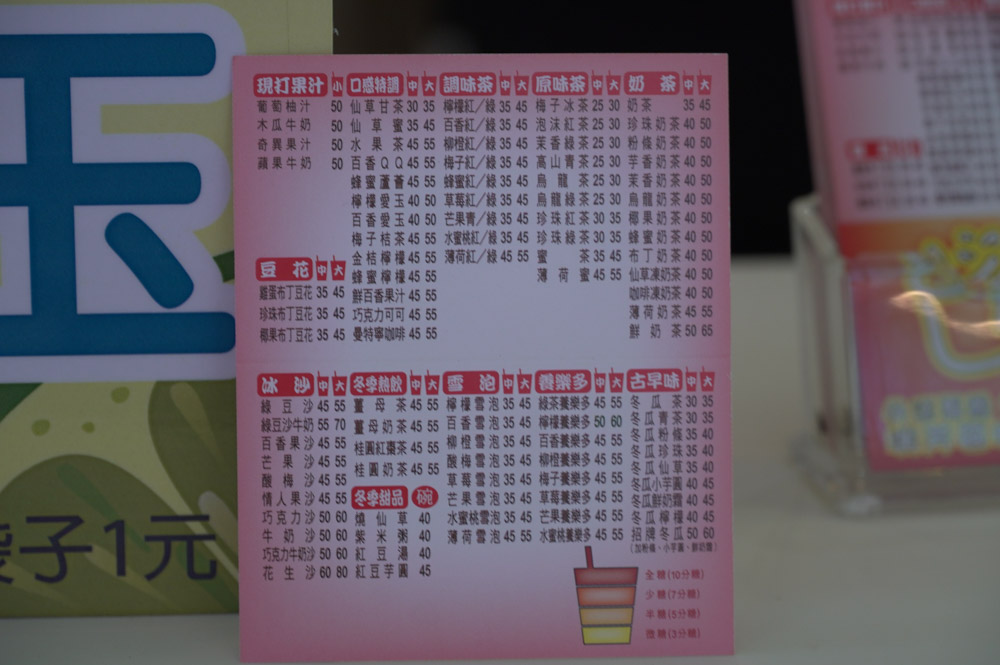 現打果汁 小
葡萄柚汁 50
木瓜牛奶 50
奇異果汁 50
蘋果牛奶 50
豆花 中 大
雞蛋布丁豆花 35 45
珍珠布丁豆花 35 45
椰果布丁豆花 35 45
口感特調 中 大
仙草甘茶 30 35
仙草蜜 35 45
水果茶 45 55
百香QQ 45 55
蜂蜜蘆薈 45 55
檸檬愛玉 40 50
百香愛玉 40 50
梅子桔茶 45 55
金桔檸檬 45 55
蜂蜜檸檬 45 55
鮮百香果汁 45 55
巧克力可可 45 55
曼特寧咖啡 45 55
調味茶 中 大
檸檬紅/綠 35 45
百香紅/綠 35 45
柳橙紅/綠 35 45
梅子紅/綠 35 45
蜂蜜紅/綠 35 45
草莓紅/綠 35 45
芒果青/綠 35 45
水蜜桃紅/綠 35 45
薄荷紅/綠 45 55
原味茶 中 大
梅子冰茶 25 30
泡沫紅茶 25 30
茉香綠茶 25 30
高山青茶 25 30
烏龍茶 25 30
烏龍綠茶 25 30
珍珠紅茶 30 35
珍珠綠茶 30 35
蜜茶 35 45
薄荷蜜 45 55
奶茶 中 大
奶茶 35 45
珍珠奶茶 40 50
粉條奶茶 40 50
芋香奶茶 40 50
茉香奶茶 40 50
烏龍奶茶 40 50
椰果奶茶 40 50
蜂蜜奶茶 40 50
布丁奶茶 40 50
仙草凍奶茶 40 50
咖啡凍奶茶 40 50
薄荷奶茶 45 55
鮮奶茶 50 65
冰沙 中 大
綠豆沙 45 55
綠豆沙牛奶 55 70
百香果沙 45 55
芒果沙 45 55
酸梅沙 45 55
情人果沙 45 55
巧克力沙 50 60
牛奶沙 50 60
巧克力牛奶沙 50 60
花生沙 60 80
冬季熱飲 中 大
薑母茶 45 55
薑母奶茶 45 55
桂圓紅棗茶 45 55
桂圓奶茶 45 55
冬季甜品 碗
燒仙草 40
紫米粥 40
紅豆湯 40
紅豆芋圓 45
雪泡 中 大
檸檬雪泡 35 45
百香雪泡 35 45
柳橙雪泡 35 45
酸梅雪泡 35 45
草莓雪泡 35 45
芒果雪泡 35 45
水蜜桃雪泡 35 45
薄荷雪泡 45 55
養樂多 中 大
綠茶養樂多 45 55
檸檬養樂多 50 60
百香養樂多 45 55
柳橙養樂多 45 55
梅子養樂多 45 55
草莓養樂多 45 55
芒果養樂多 45 55
水蜜桃養樂多 45 55
古早味 中 大
冬瓜茶 30 35
冬瓜青茶 30 35
冬瓜粉條 35 40
冬瓜珍珠 35 40
冬瓜仙草 35 40
冬瓜小芋圓 40 45
冬瓜鮮奶霜 40 45
冬瓜檸檬 40 45
招牌冬瓜 50 60
(加粉條、小芋圓、鮮奶霜)
全糖(10分糖)
少糖(7分糖)
半糖(5分糖)
微糖(3分糖)
玉
袋子1元